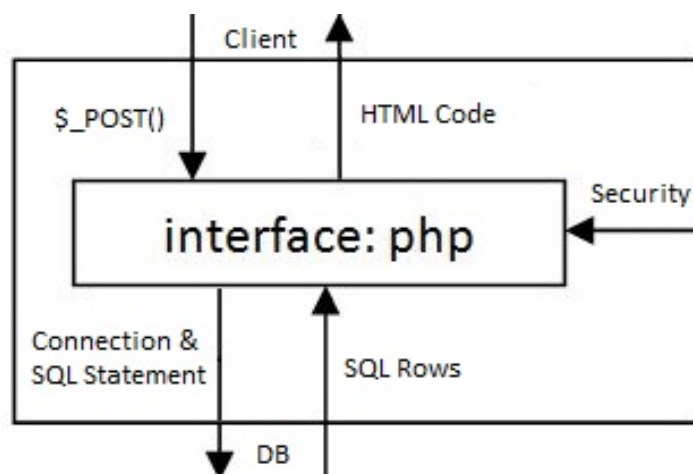 Client
$_POST()
HTML Code
Security
interface: php
Connection &
SQL Statement
SQL Rows
DB